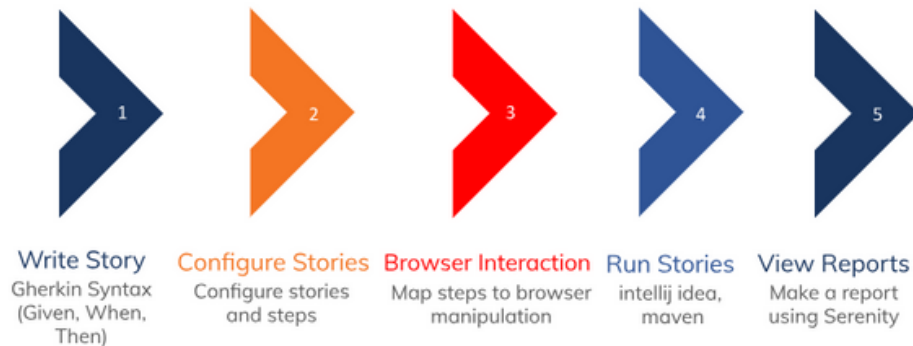 1
2
3
4
5
Write Story
Gherkin Syntax
(Given, When,
Then)
Configure Stories
Configure stories
and steps
Browser Interaction
Map steps to browser
manipulation
Run Stories
intellij idea,
maven
View Reports
Make a report
using Serenity